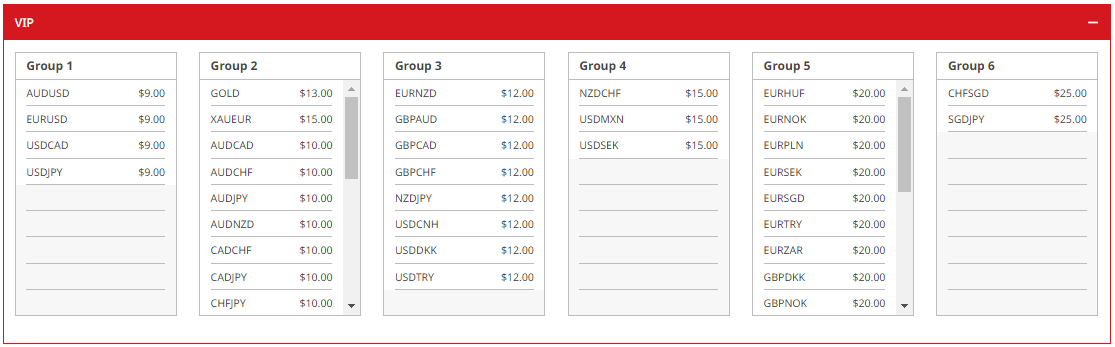 VIP
Group 1
AUDUSD $9.00
EURUSD $9.00
USDCAD $9.00
USDJPY $9.00
Group 2
GOLD $13.00
XAUEUR $15.00
AUDCAD $10.00
AUDCHF $10.00
AUDJPY $10.00
AUDNZD $10.00
CADCHF $10.00
CADJPY $10.00
CHFJPY $10.00
Group 3
EURNZD $12.00
GBPAUD $12.00
GBPCAD $12.00
GBPCHF $12.00
NZDJPY $12.00
USDCNH $12.00
USDDKK $12.00
USDTRY $12.00
Group 4
NZDCHF $15.00
USDMXN $15.00
USDSEK $15.00
Group 5
EURHUF $20.00
EURNOK $20.00
EURPLN $20.00
EURSEK $20.00
EURSGD $20.00
EURTRY $20.00
EURZAR $20.00
GBPDKK $20.00
GBPNOK $20.00
Group 6
CHFSGD $25.00
SGDJPY $25.00